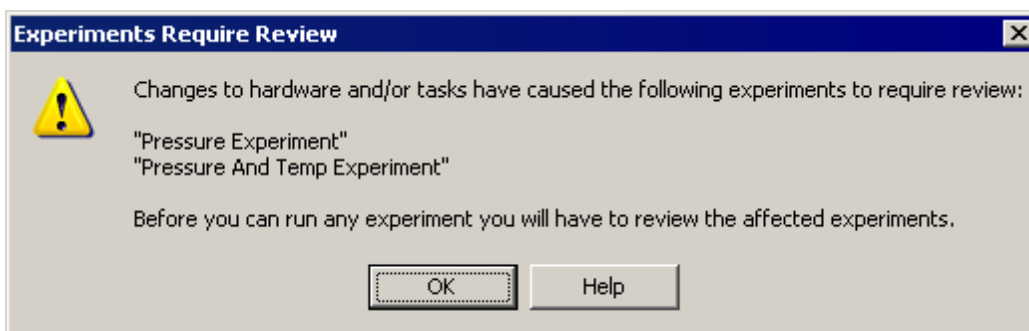 Experiments Require Review
Changes to hardware and/or tasks have caused the following experiments to require review:
"Pressure Experiment"
"Pressure And Temp Experiment"
Before you can run any experiment you will have to review the affected experiments.
OK
Help